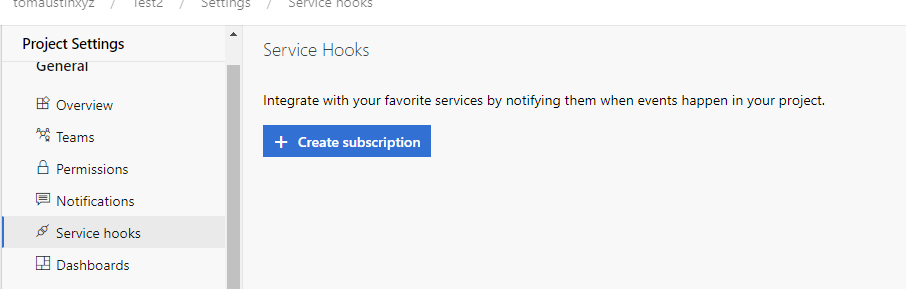 tomaustinxyz / Test2 / Settings / Service hooks
Project Settings
General
Overview
Teams
Permissions
Notifications
Service hooks
Dashboards
Service Hooks
Integrate with your favorite services by notifying them when events happen in your project.
+ Create subscription